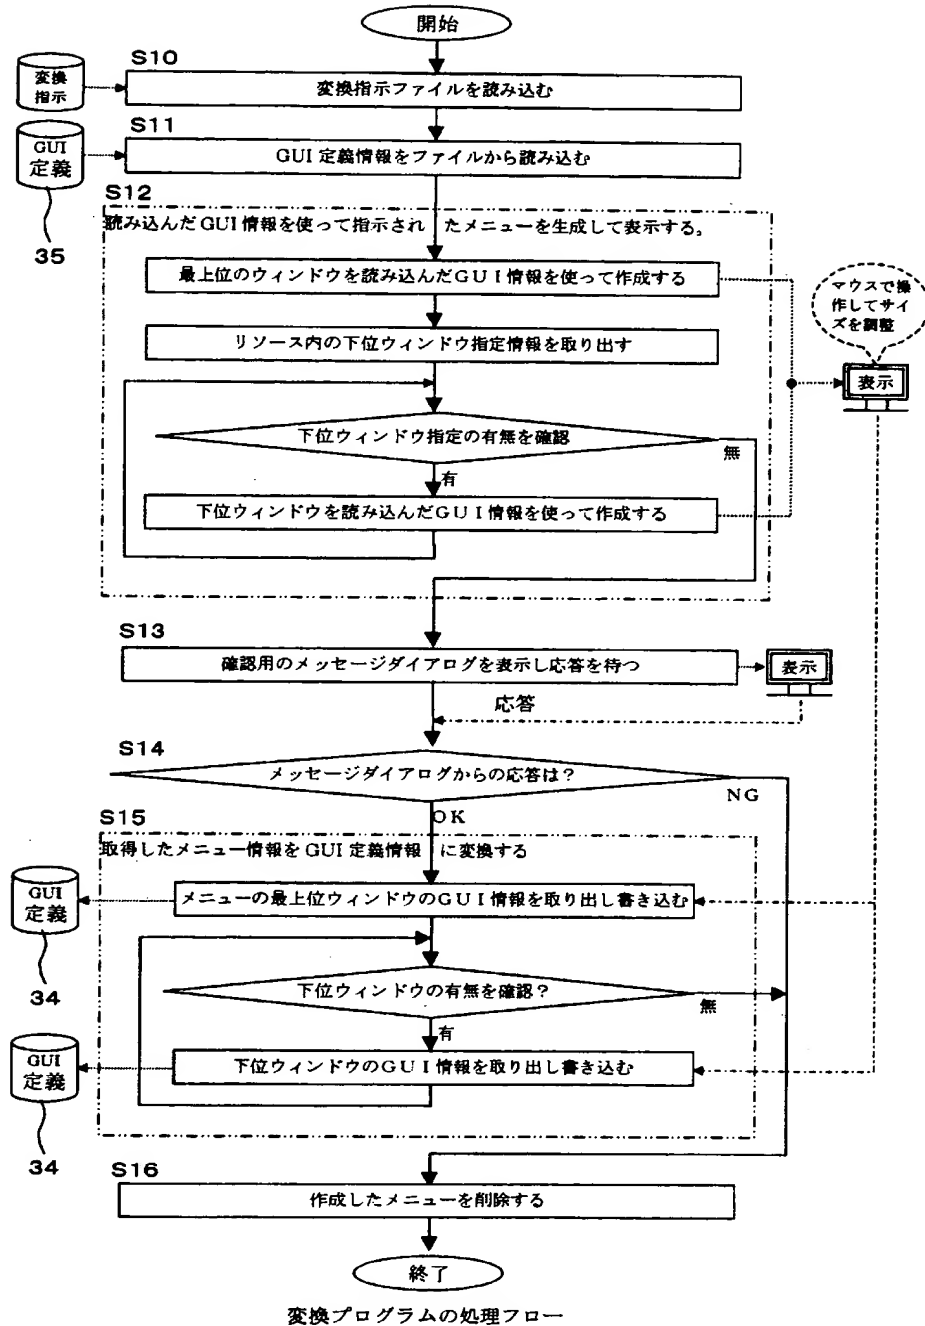 開始
S10
変換
指示
変換指示ファイルを読み込む
S11
GUI
定義
GUI 定義情報をファイルから読み込む
35
S12
読み込んだ GUI 情報を使って指示されたメニューを生成して表示する。
最上位のウィンドウを読み込んだGUI情報を使って作成する
マウスで操
作してサイ
ズを調整
リソース内の下位ウィンドウ指定情報を取り出す
表示
下位ウィンドウ指定の有無を確認
無
有
下位ウィンドウを読み込んだGUI情報を使って作成する
S13
確認用のメッセージダイアログを表示し応答を待つ
表示
応答
S14
メッセージダイアログからの応答は?
NG
OK
S15
取得したメニュー情報を GUI 定義情報に変換する
GUI
定義
メニューの最上位ウィンドウのGUI情報を取り出し書き込む
34
下位ウィンドウの有無を確認?
無
有
GUI
定義
下位ウィンドウのGUI情報を取り出し書き込む
34
S16
作成したメニューを削除する
終了
変換プログラムの処理フロー